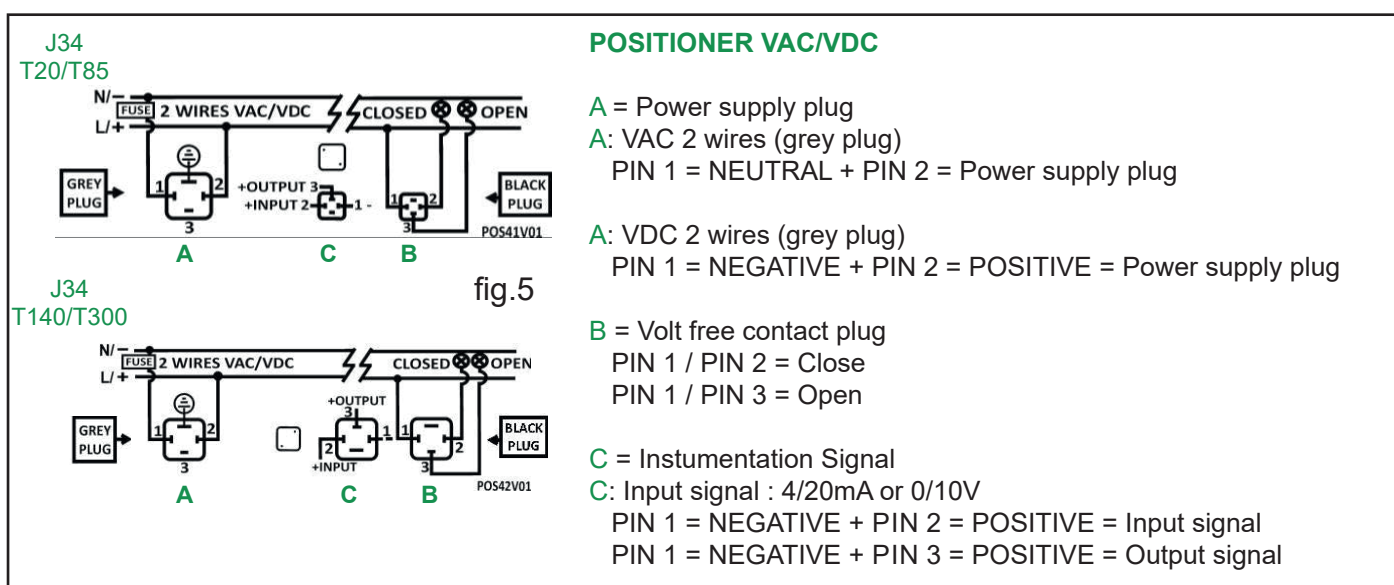 J34
T20/T85
N/−
FUSE 2 WIRES VAC/VDC CLOSED OPEN
L/+
GREY PLUG
1 2
3
+OUTPUT 3
+INPUT 2 1 -
1 2
3
BLACK PLUG
POS41V01
A C B
fig.5
J34
T140/T300
N/−
FUSE 2 WIRES VAC/VDC CLOSED OPEN
L/+
GREY PLUG
1 2
3
+OUTPUT
3
2 1 -
+INPUT
1 2
3
BLACK PLUG
POS42V01
A C B
POSITIONER VAC/VDC
A = Power supply plug
A: VAC 2 wires (grey plug)
PIN 1 = NEUTRAL + PIN 2 = Power supply plug
A: VDC 2 wires (grey plug)
PIN 1 = NEGATIVE + PIN 2 = POSITIVE = Power supply plug
B = Volt free contact plug
PIN 1 / PIN 2 = Close
PIN 1 / PIN 3 = Open
C = Instumentation Signal
C: Input signal : 4/20mA or 0/10V
PIN 1 = NEGATIVE + PIN 2 = POSITIVE = Input signal
PIN 1 = NEGATIVE + PIN 3 = POSITIVE = Output signal